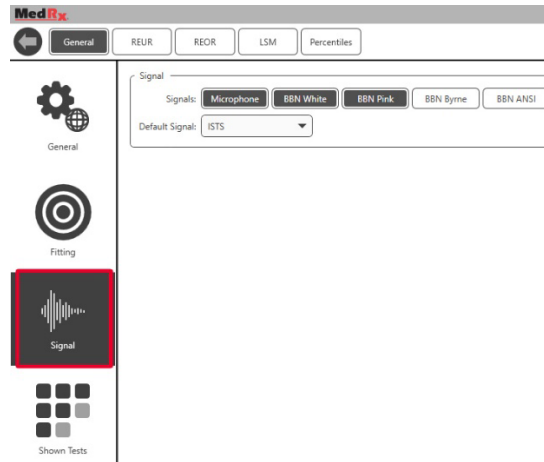 MedRx
General REUR REOR LSM Percentiles
Signal
Signals: Microphone BBN White BBN Pink BBN Byrne BBN ANSI
Default Signal: ISTS
General
Fitting
Signal
Shown Tests